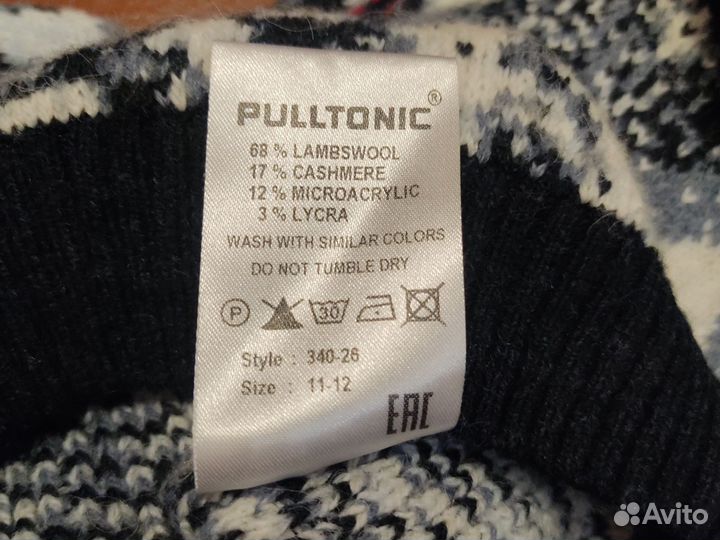 PULLTONIC®
68 % LAMBSWOOL
17 % CASHMERE
12 % MICROACRYLIC
3 % LYCRA
WASH WITH SIMILAR COLORS
DO NOT TUMBLE DRY
P 30
Style : 340-26
Size : 11-12
EAC
Avito